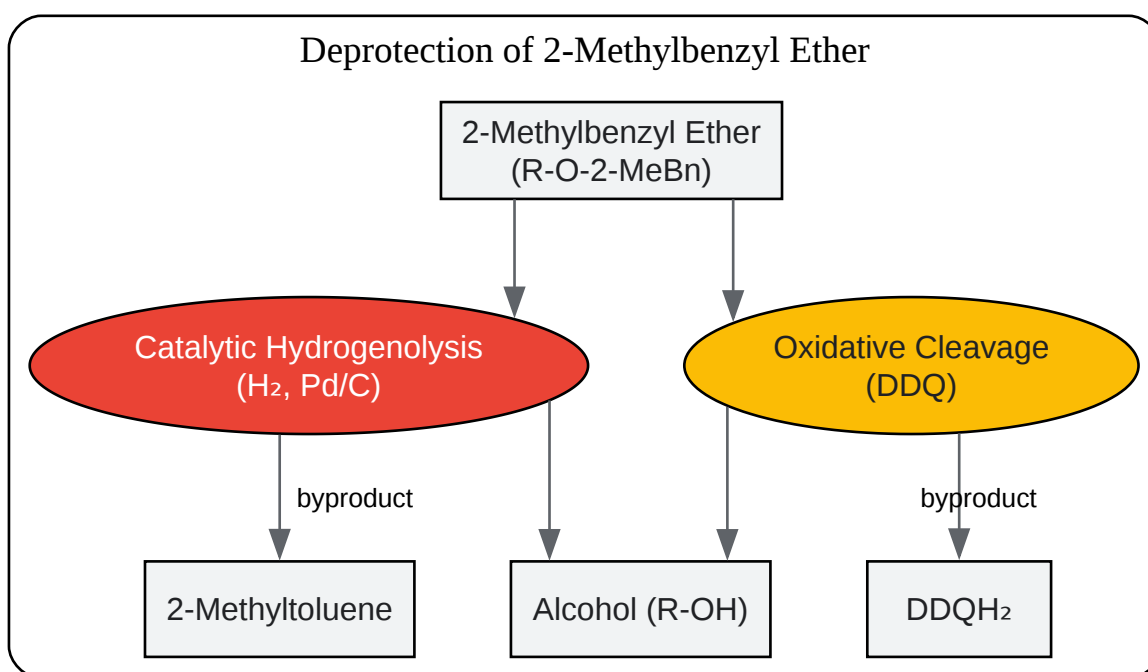 Deprotection of 2-Methylbenzyl Ether
2-Methylbenzyl Ether
(R-O-2-MeBn)
Catalytic Hydrogenolysis
(H₂, Pd/C)
Oxidative Cleavage
(DDQ)
byproduct
byproduct
2-Methyltoluene
Alcohol (R-OH)
DDQH₂